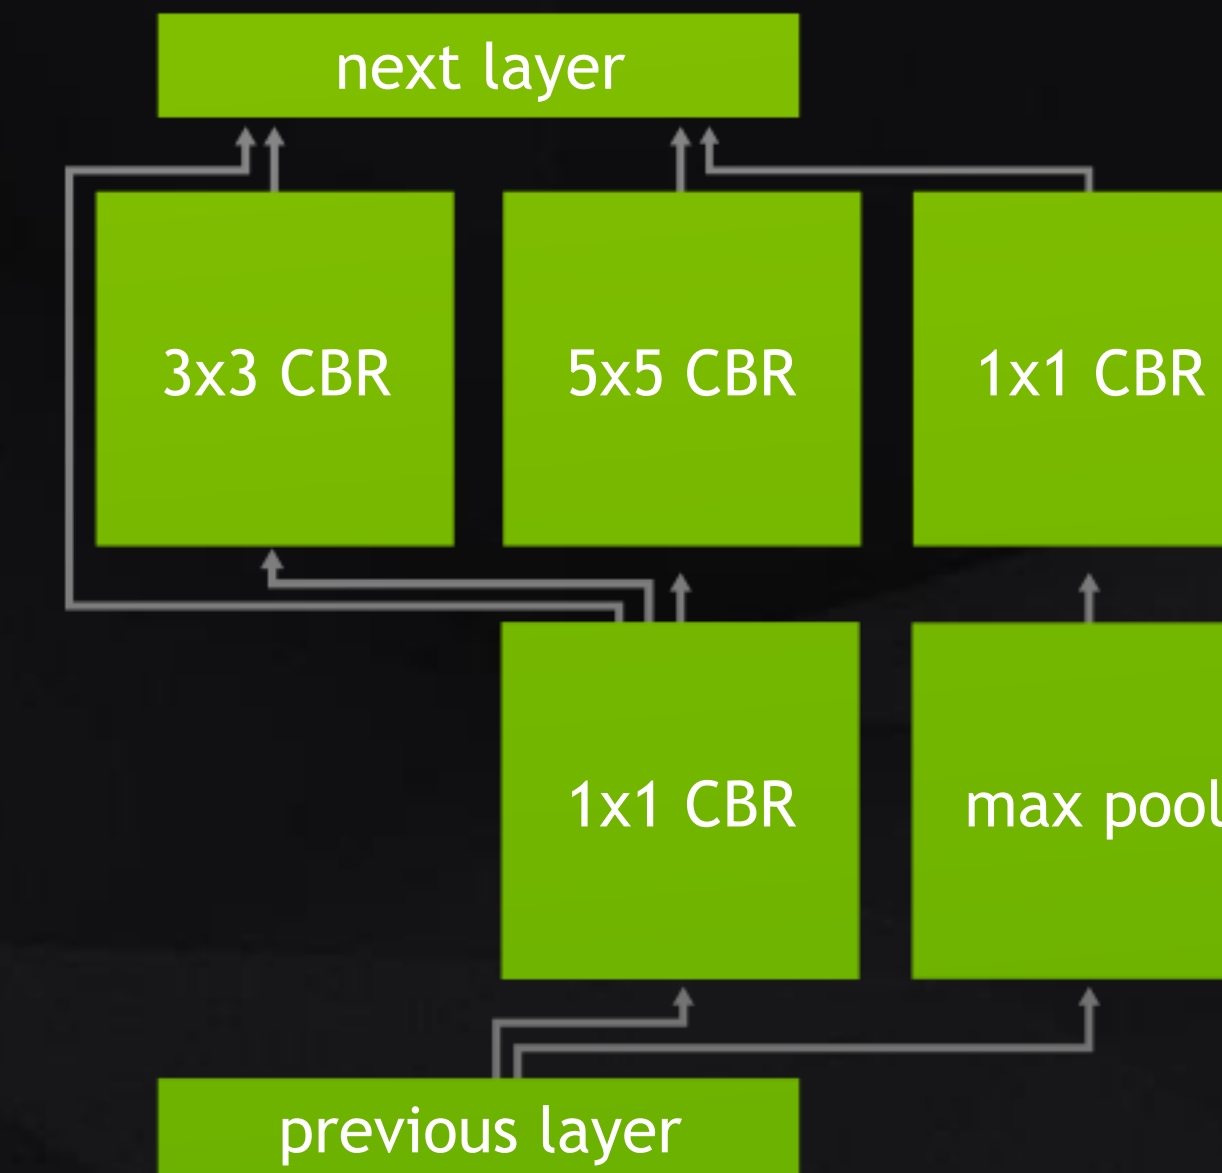 next layer
3x3 CBR
5x5 CBR
1x1 CBR
1x1 CBR
max pool
previous layer